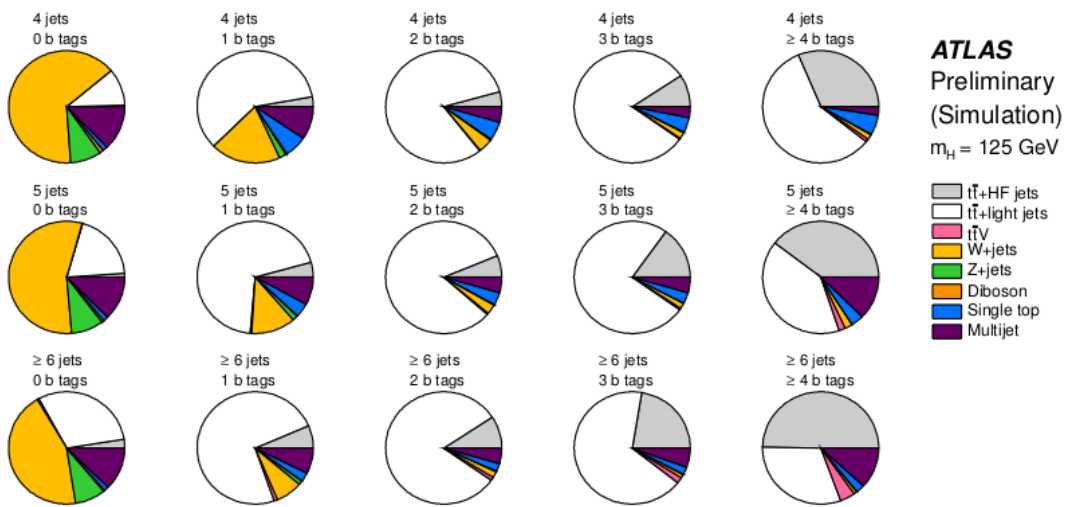 4 jets
0 b tags
4 jets
1 b tags
4 jets
2 b tags
4 jets
3 b tags
4 jets
≥ 4 b tags
ATLAS
Preliminary
(Simulation)
m_H = 125 GeV
5 jets
0 b tags
5 jets
1 b tags
5 jets
2 b tags
5 jets
3 b tags
5 jets
≥ 4 b tags
tt̄+HF jets
tt̄+light jets
tt̄V
W+jets
Z+jets
Diboson
Single top
Multijet
≥ 6 jets
0 b tags
≥ 6 jets
1 b tags
≥ 6 jets
2 b tags
≥ 6 jets
3 b tags
≥ 6 jets
≥ 4 b tags